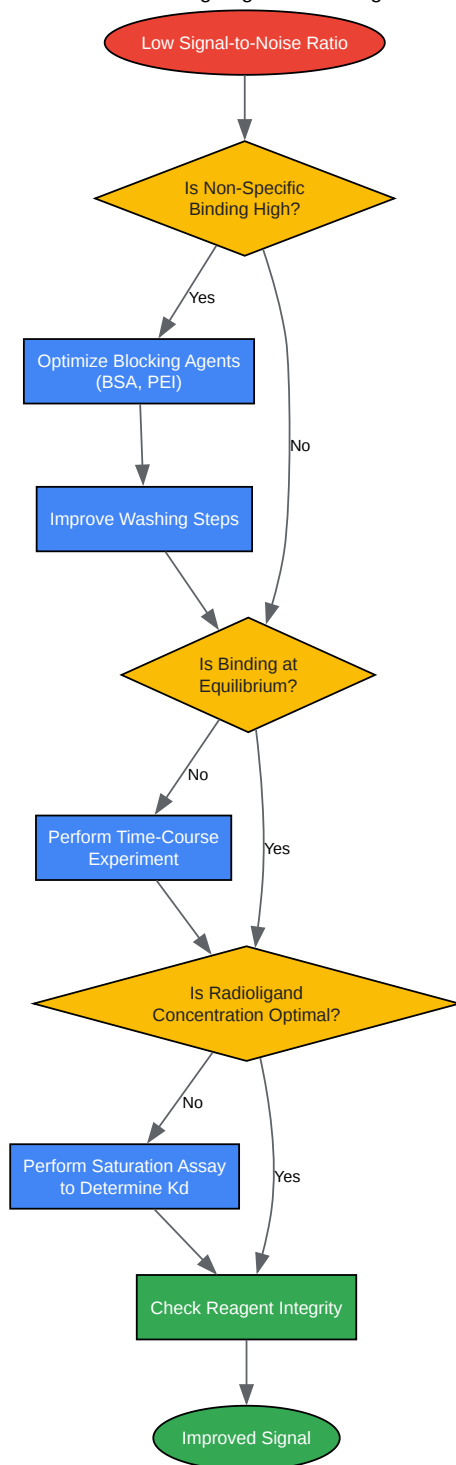 Low Signal-to-Noise Ratio
Is Non-Specific
Binding High?
Yes
Optimize Blocking Agents
(BSA, PEI)
No
Improve Washing Steps
Is Binding at
Equilibrium?
No
Perform Time-Course
Experiment
Yes
Is Radioligand
Concentration Optimal?
No
Perform Saturation Assay
to Determine Kd
Yes
Check Reagent Integrity
Improved Signal